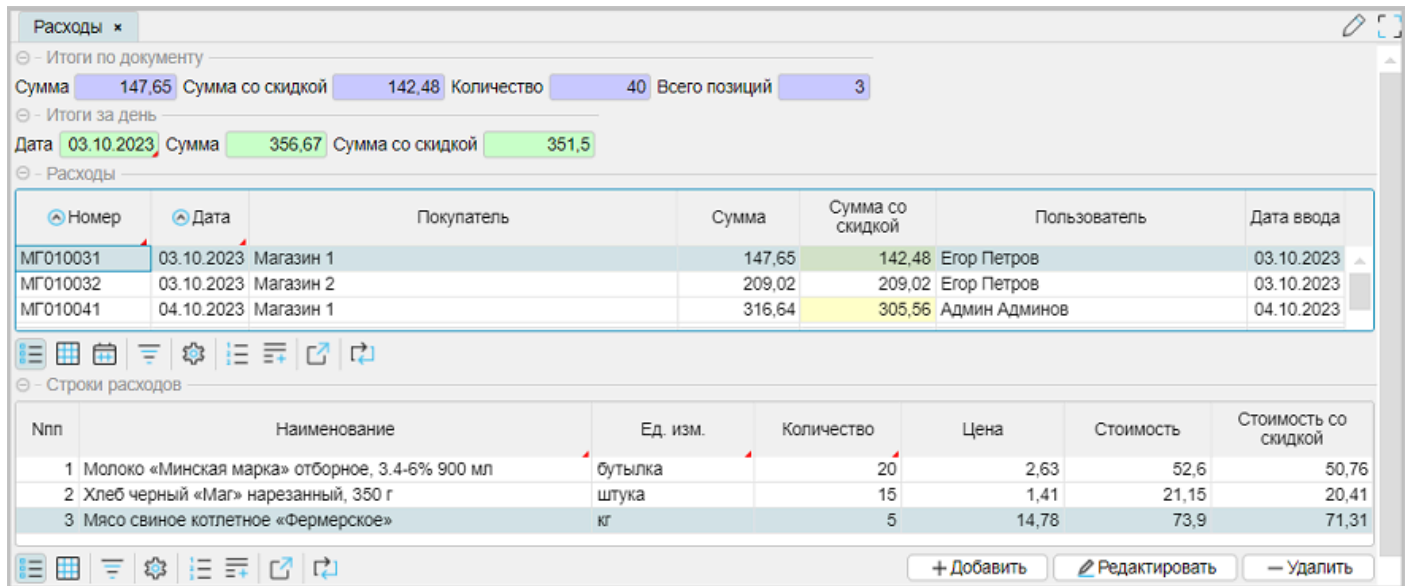 Расходы ×
Итоги по документу
Сумма 147,65 Сумма со скидкой 142,48 Количество 40 Всего позиций 3
Итоги за день
Дата 03.10.2023 Сумма 356,67 Сумма со скидкой 351,5
Расходы
Номер Дата Покупатель Сумма Сумма со скидкой Пользователь Дата ввода
МГ010031 03.10.2023 Магазин 1 147,65 142,48 Егор Петров 03.10.2023
МГ010032 03.10.2023 Магазин 2 209,02 209,02 Егор Петров 03.10.2023
МГ010041 04.10.2023 Магазин 1 316,64 305,56 Админ Админов 04.10.2023
Строки расходов
Nпп Наименование Ед. изм. Количество Цена Стоимость Стоимость со скидкой
1 Молоко «Минская марка» отборное, 3.4-6% 900 мл бутылка 20 2,63 52,6 50,76
2 Хлеб черный «Маг» нарезанный, 350 г штука 15 1,41 21,15 20,41
3 Мясо свиное котлетное «Фермерское» кг 5 14,78 73,9 71,31
+ Добавить Редактировать — Удалить